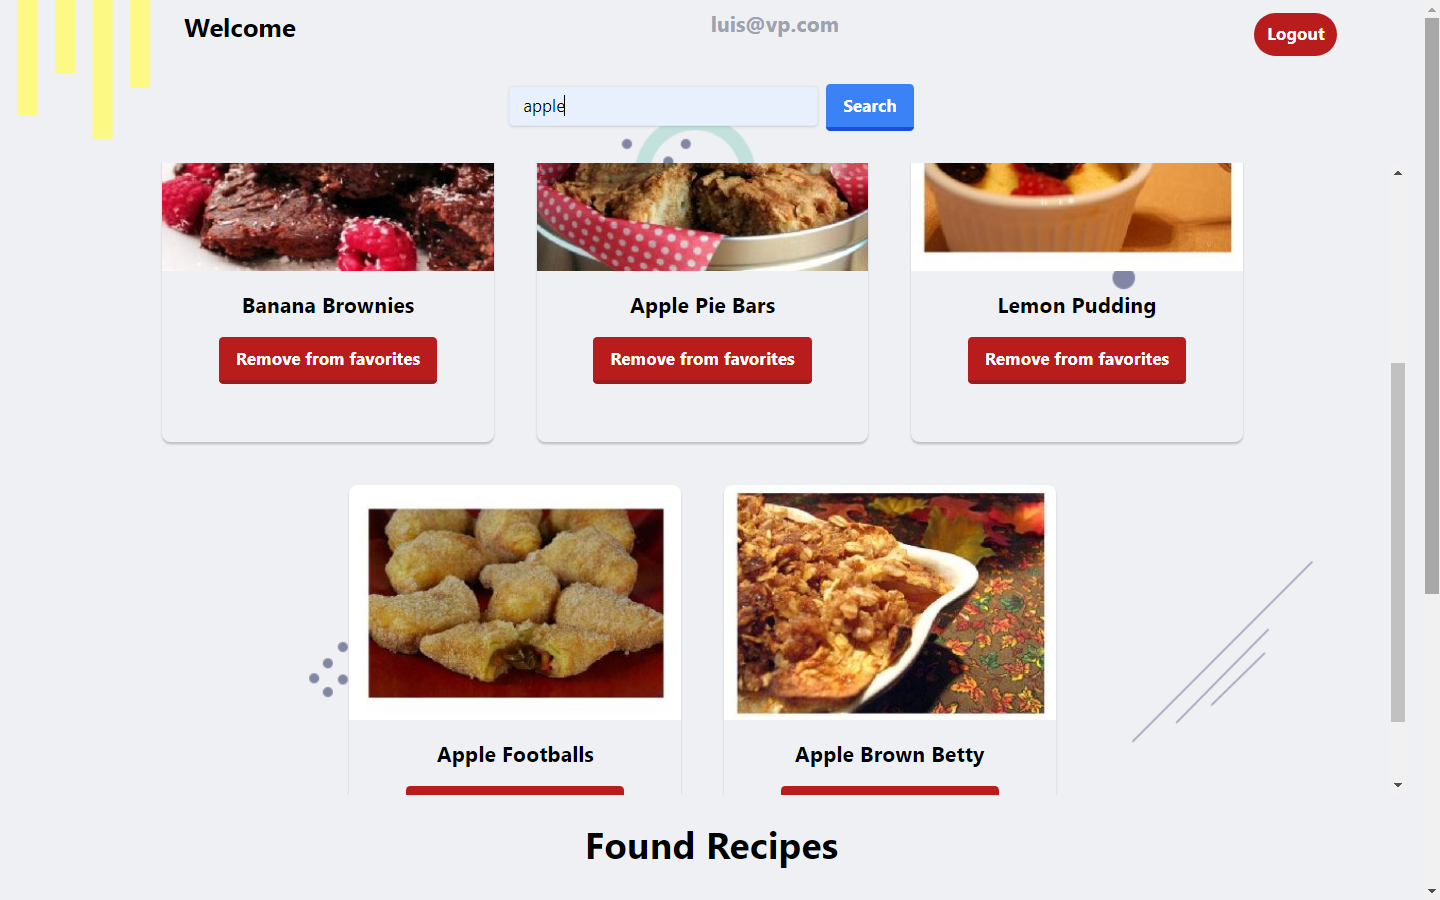 Welcome
luis@vp.com
Logout
apple
Search
Banana Brownies
Apple Pie Bars
Lemon Pudding
Remove from favorites
Remove from favorites
Remove from favorites
Apple Footballs
Apple Brown Betty
Found Recipes